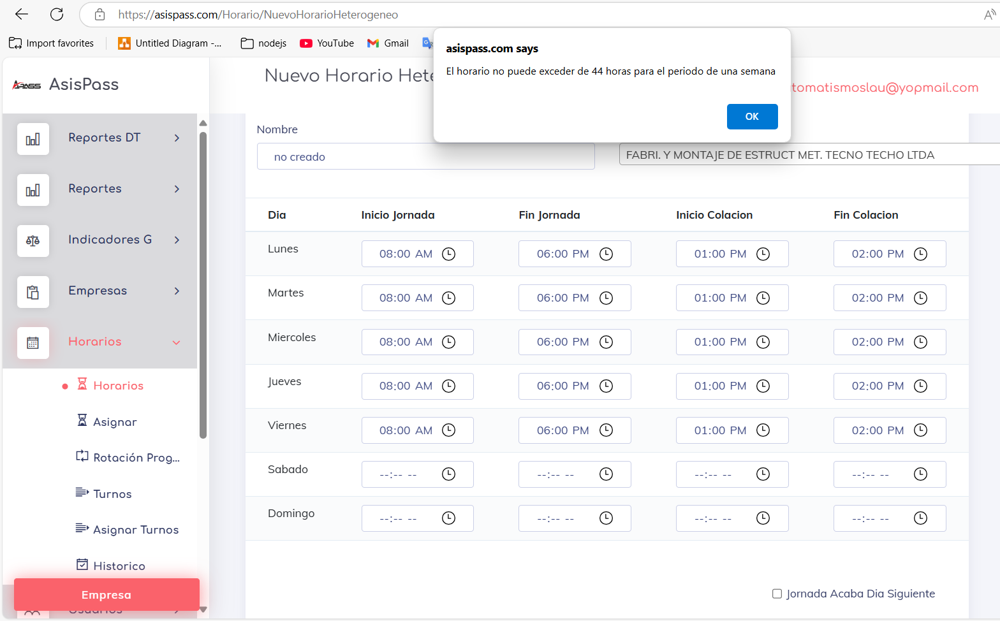 https://asispass.com/Horario/NuevoHorarioHeterogeneo
Import favorites
Untitled Diagram -...
nodejs
YouTube
Gmail
asispass.com says
El horario no puede exceder de 44 horas para el periodo de una semana
OK
APASS AsisPass
Nuevo Horario Hete
tomatismoslau@yopmail.com
Reportes DT
Reportes
Indicadores G
Empresas
Horarios
Horarios
Asignar
Rotación Prog...
Turnos
Asignar Turnos
Historico
Empresa
Usuarios
Nombre
no creado
FABRI. Y MONTAJE DE ESTRUCT MET. TECNO TECHO LTDA
Dia Inicio Jornada Fin Jornada Inicio Colacion Fin Colacion
Lunes 08:00 AM 06:00 PM 01:00 PM 02:00 PM
Martes 08:00 AM 06:00 PM 01:00 PM 02:00 PM
Miercoles 08:00 AM 06:00 PM 01:00 PM 02:00 PM
Jueves 08:00 AM 06:00 PM 01:00 PM 02:00 PM
Viernes 08:00 AM 06:00 PM 01:00 PM 02:00 PM
Sabado --:-- -- --:-- -- --:-- -- --:-- --
Domingo --:-- -- --:-- -- --:-- -- --:-- --
Jornada Acaba Dia Siguiente